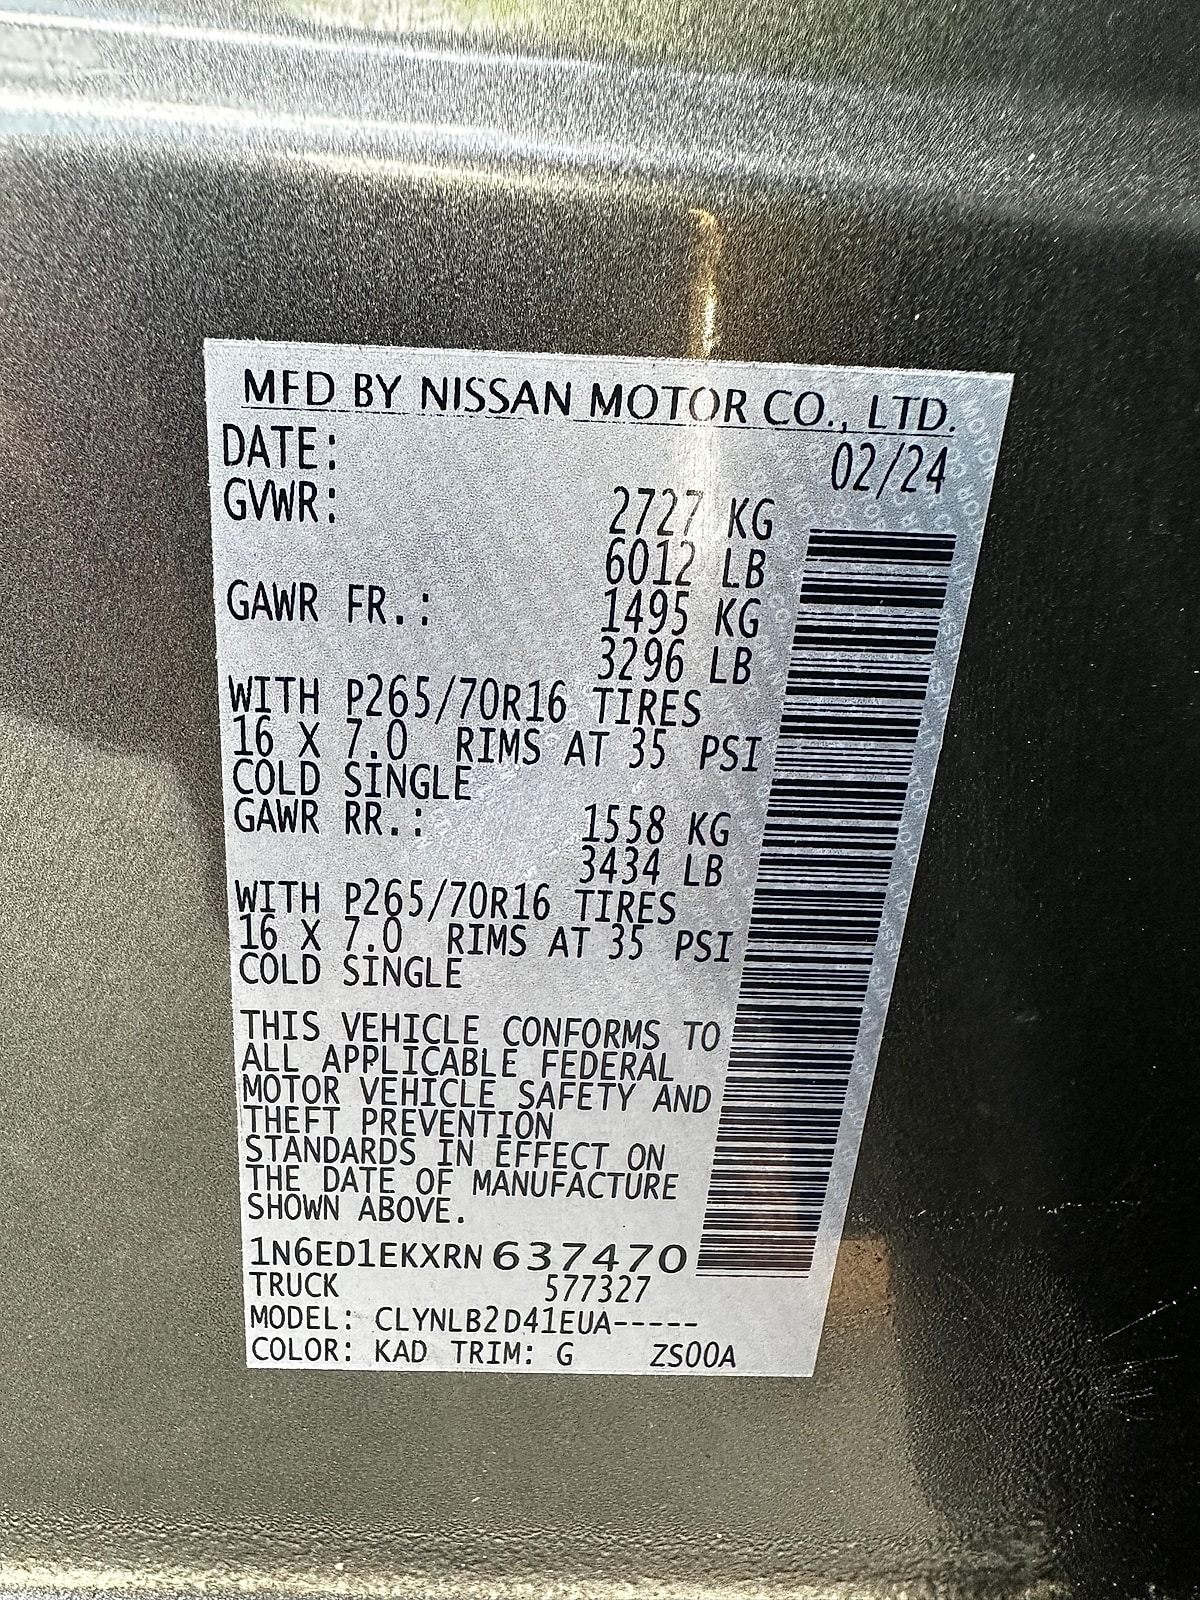 MFD BY NISSAN MOTOR CO., LTD.
DATE: 02/24
GVWR: 2727 KG
6012 LB
GAWR FR.: 1495 KG
3296 LB
WITH P265/70R16 TIRES
16 X 7.0 RIMS AT 35 PSI
COLD SINGLE
GAWR RR.: 1558 KG
3434 LB
WITH P265/70R16 TIRES
16 X 7.0 RIMS AT 35 PSI
COLD SINGLE
THIS VEHICLE CONFORMS TO
ALL APPLICABLE FEDERAL
MOTOR VEHICLE SAFETY AND
THEFT PREVENTION
STANDARDS IN EFFECT ON
THE DATE OF MANUFACTURE
SHOWN ABOVE.
1N6ED1EKXRN637470
TRUCK 577327
MODEL: CLYNLB2D41EUA-----
COLOR: KAD TRIM: G ZS00A